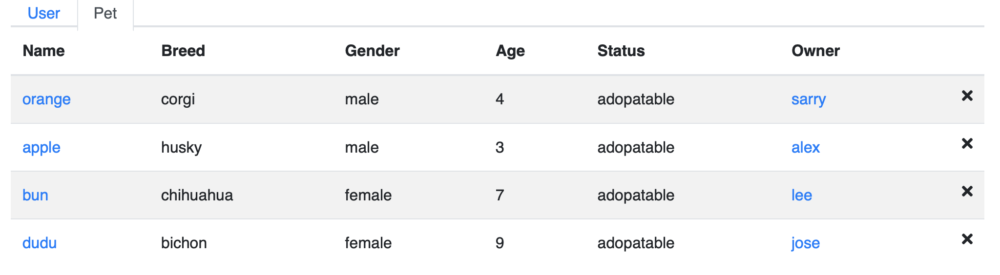 User Pet
Name Breed Gender Age Status Owner
orange corgi male 4 adopatable sarry
apple husky male 3 adopatable alex
bun chihuahua female 7 adopatable lee
dudu bichon female 9 adopatable jose